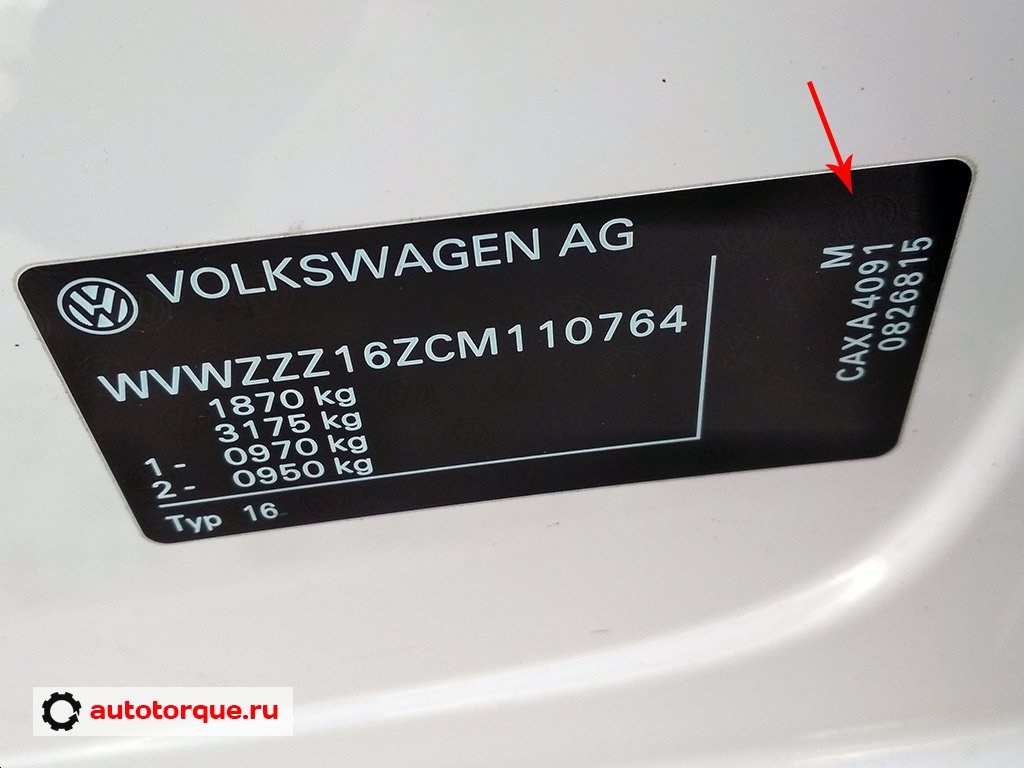 VOLKSWAGEN AG
WVWZZZ16ZCM110764
1870 kg
3175 kg
1 - 0970 kg
2 - 0950 kg
Typ 16
M
CAXA4091
0826815
autotorque.ru